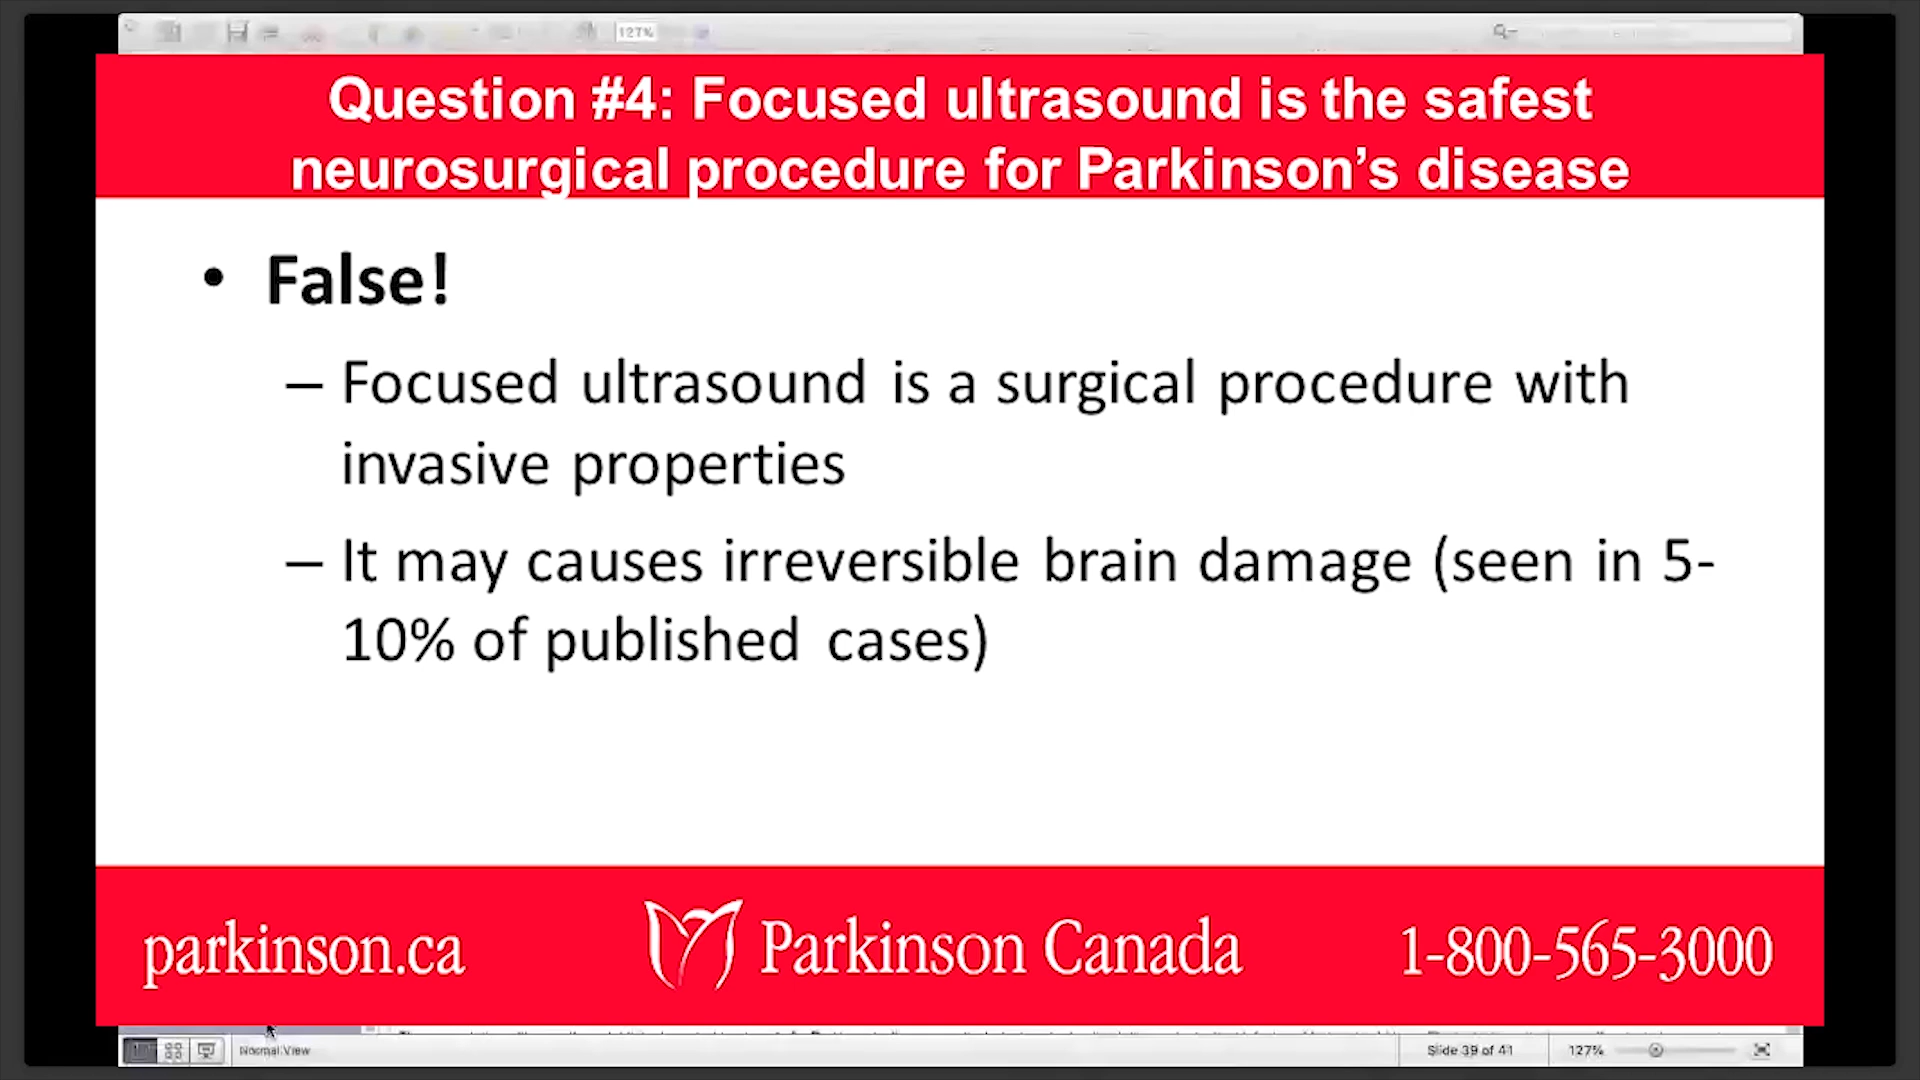 127%
Question #4: Focused ultrasound is the safest
neurosurgical procedure for Parkinson’s disease
• False!
– Focused ultrasound is a surgical procedure with
invasive properties
– It may causes irreversible brain damage (seen in 5-
10% of published cases)
parkinson.ca
Parkinson Canada
1-800-565-3000
Normal View
Slide 39 of 41
127%